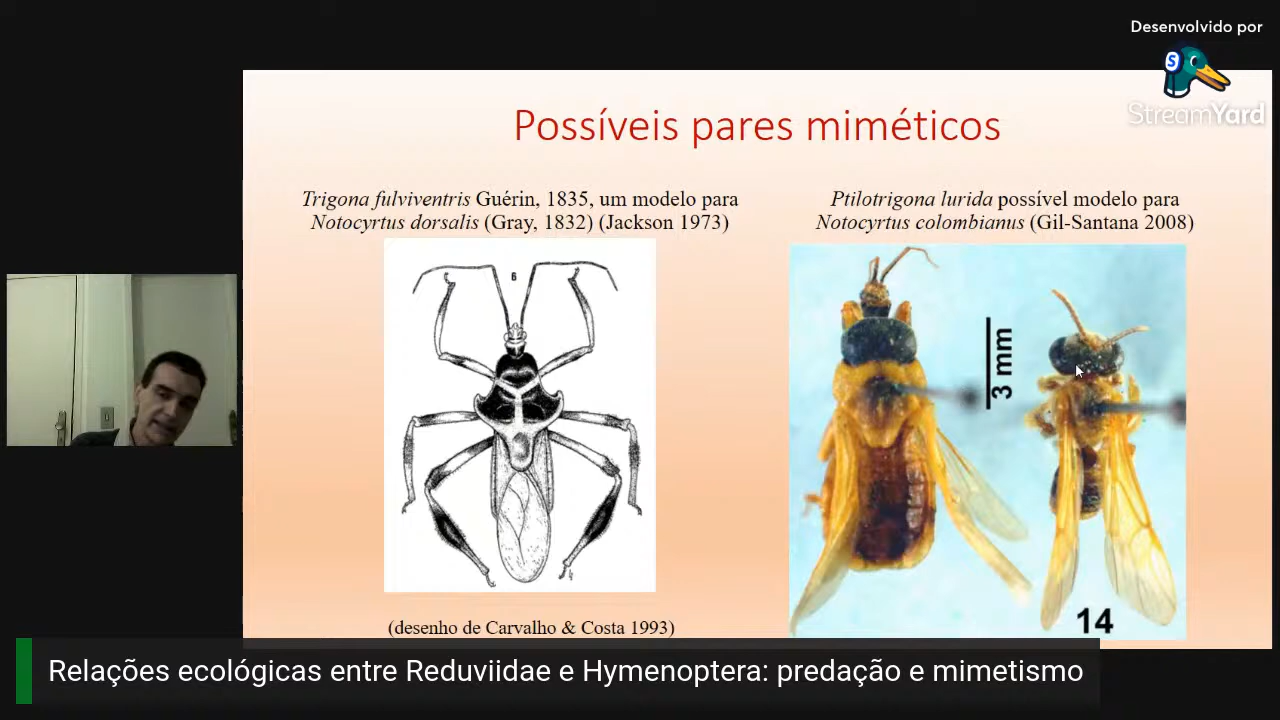 Desenvolvido por
S
StreamYard
Possíveis pares miméticos
Trigona fulviventris Guérin, 1835, um modelo para
Notocyrtus dorsalis (Gray, 1832) (Jackson 1973)
6
(desenho de Carvalho & Costa 1993)
Ptilotrigona lurida possível modelo para
Notocyrtus colombianus (Gil-Santana 2008)
3 mm
14
Relações ecológicas entre Reduviidae e Hymenoptera: predação e mimetismo